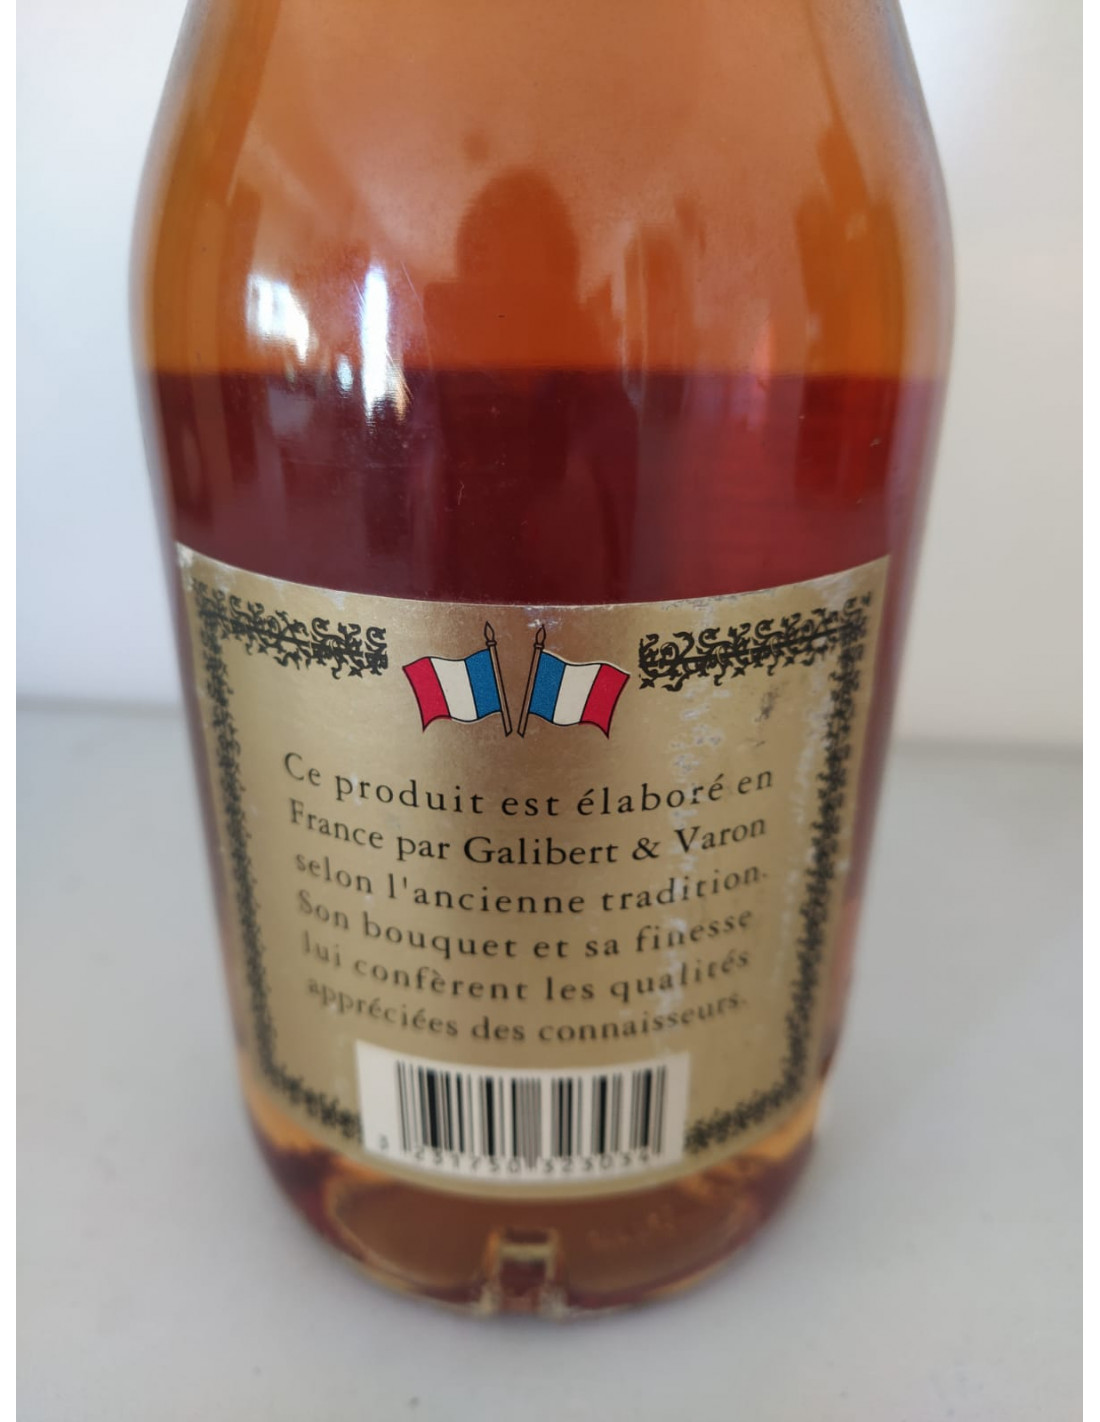 Ce produit est élaboré en
France par Galibert & Varon
selon l'ancienne tradition.
Son bouquet et sa finesse
lui confèrent les qualités
appréciées des connaisseurs.